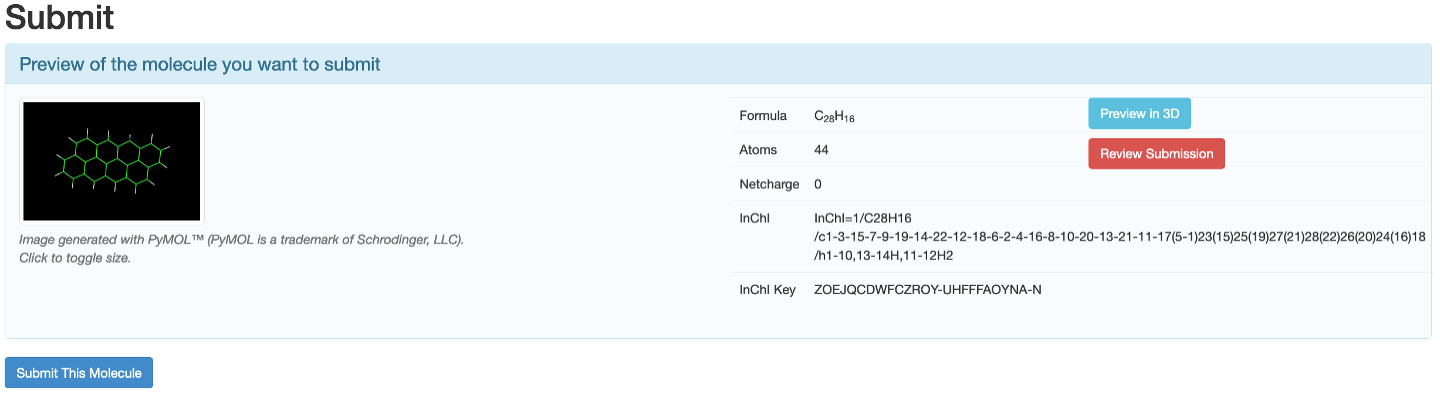 Submit
Preview of the molecule you want to submit
Formula C₂₈H₁₆ Preview in 3D
Atoms 44 Review Submission
Netcharge 0
InChI InChI=1/C28H16
/c1-3-15-7-9-19-14-22-12-18-6-2-4-16-8-10-20-13-21-11-17(5-1)23(15)25(19)27(21)28(22)26(20)24(16)18
/h1-10,13-14H,11-12H2
InChI Key ZOEJQCDWFCZROY-UHFFFAOYNA-N
Image generated with PyMOL™ (PyMOL is a trademark of Schrodinger, LLC).
Click to toggle size.
Submit This Molecule